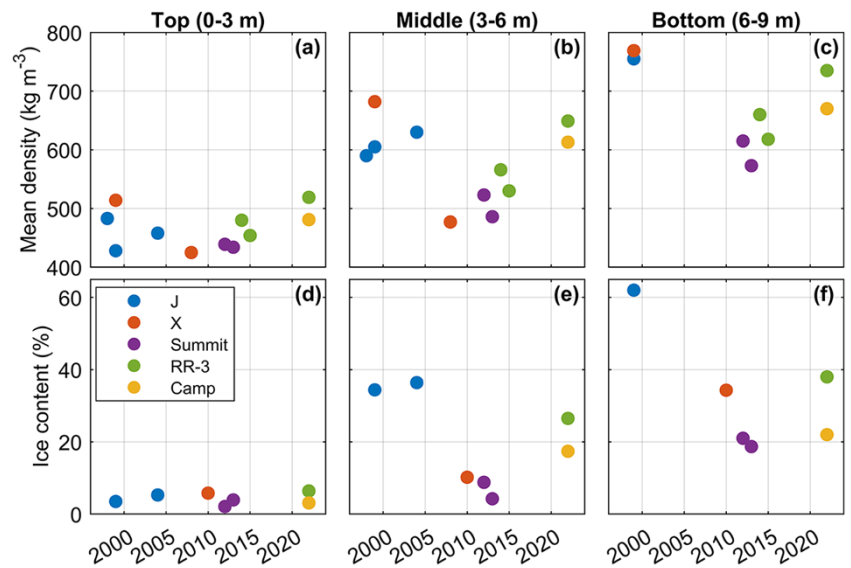 Top (0-3 m) Middle (3-6 m) Bottom (6-9 m)
800 (a) (b) (c)
700
600
500
400
Mean density (kg m⁻³)
(d) (e) (f)
60
40
20
0
Ice content (%)
J
X
Summit
RR-3
Camp
2000 2005 2010 2015 2020 2000 2005 2010 2015 2020 2000 2005 2010 2015 2020